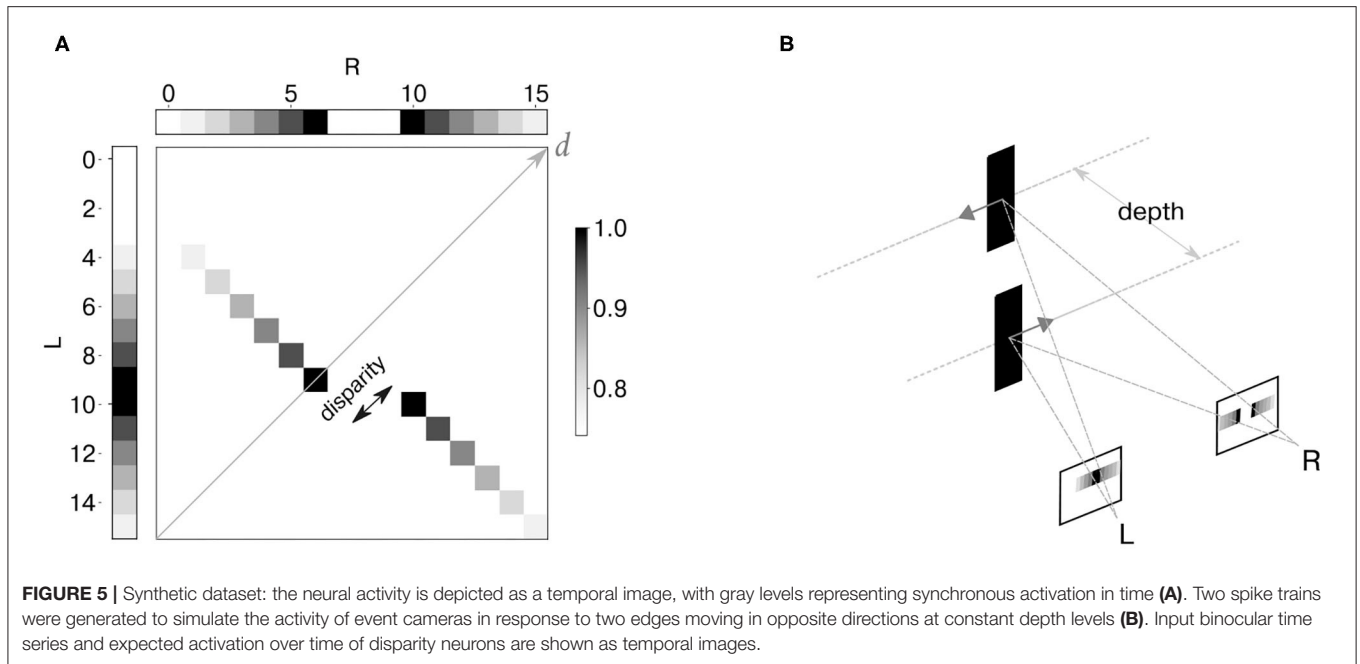 A
B
R
0 5 10 15
d
0
2
4
6
8
10
12
14
L
disparity
1.0
0.9
0.8
depth
R
L
FIGURE 5 | Synthetic dataset: the neural activity is depicted as a temporal image, with gray levels representing synchronous activation in time (A). Two spike trains
were generated to simulate the activity of event cameras in response to two edges moving in opposite directions at constant depth levels (B). Input binocular time
series and expected activation over time of disparity neurons are shown as temporal images.